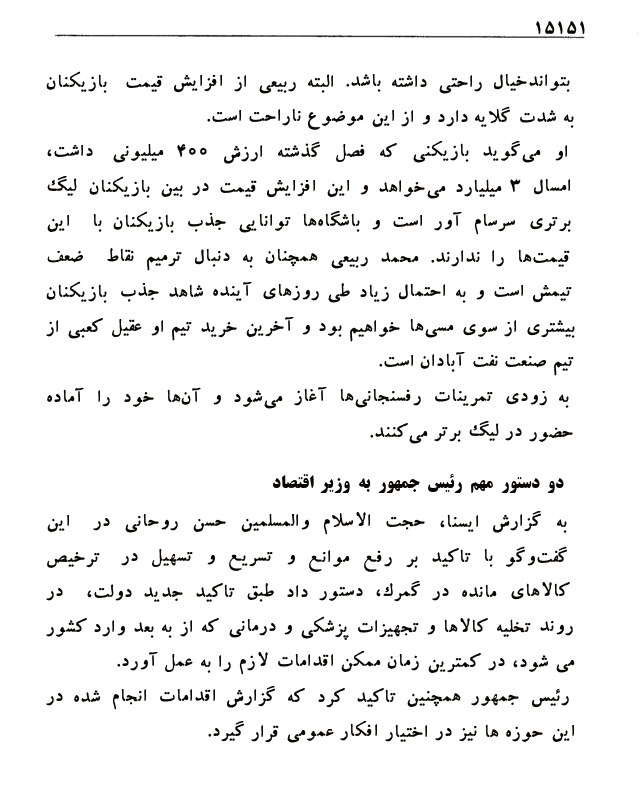 ۱۵۱۵۱
بتواندخیال راحتی داشته باشد. البته ربیعی از افزایش قیمت بازیکنان
به شدت گلایه دارد و از این موضوع ناراحت است.
او می‌گوید بازیکنی که فصل گذشته ارزش ۴۰۰ میلیونی داشت،
امسال ۳ میلیارد می‌خواهد و این افزایش قیمت در بین بازیکنان لیگ
برتری سرسام آور است و باشگاه‌ها توانایی جذب بازیکنان با این
قیمت‌ها را ندارند. محمد ربیعی همچنان به دنبال ترمیم نقاط ضعف
تیمش است و به احتمال زیاد طی روزهای آینده شاهد جذب بازیکنان
بیشتری از سوی مسی‌ها خواهیم بود و آخرین خرید تیم او عقیل کعبی از
تیم صنعت نفت آبادان است.
به زودی تمرینات رفسنجانی‌ها آغاز می‌شود و آن‌ها خود را آماده
حضور در لیگ برتر می‌کنند.
دو دستور مهم رئیس جمهور به وزیر اقتصاد
به گزارش ایسنا، حجت الاسلام والمسلمین حسن روحانی در این
گفت‌وگو با تاکید بر رفع موانع و تسریع و تسهیل در ترخیص
کالاهای مانده در گمرک، دستور داد طبق تاکید جدید دولت، در
روند تخلیه کالاها و تجهیزات پزشکی و درمانی که از به بعد وارد کشور
می شود، در کمترین زمان ممکن اقدامات لازم را به عمل آورد.
رئیس جمهور همچنین تاکید کرد که گزارش اقدامات انجام شده در
این حوزه ها نیز در اختیار افکار عمومی قرار گیرد.